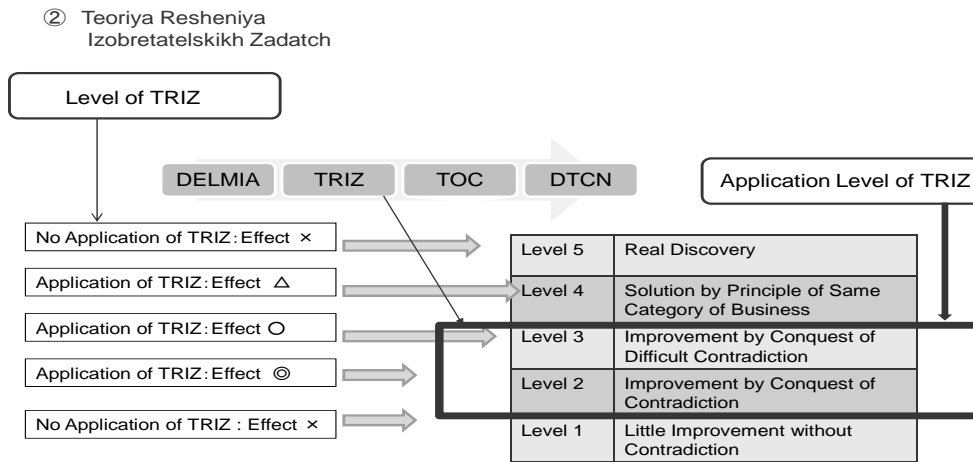 ② Teoriya Resheniya
Izobretatelskikh Zadatch
Level of TRIZ
DELMIA
TRIZ
TOC
DTCN
Application Level of TRIZ
No Application of TRIZ:Effect ×
Application of TRIZ:Effect △
Application of TRIZ:Effect ○
Application of TRIZ:Effect ◎
No Application of TRIZ : Effect ×
Level 5 Real Discovery
Level 4 Solution by Principle of Same
Category of Business
Level 3 Improvement by Conquest of
Difficult Contradiction
Level 2 Improvement by Conquest of
Contradiction
Level 1 Little Improvement without
Contradiction